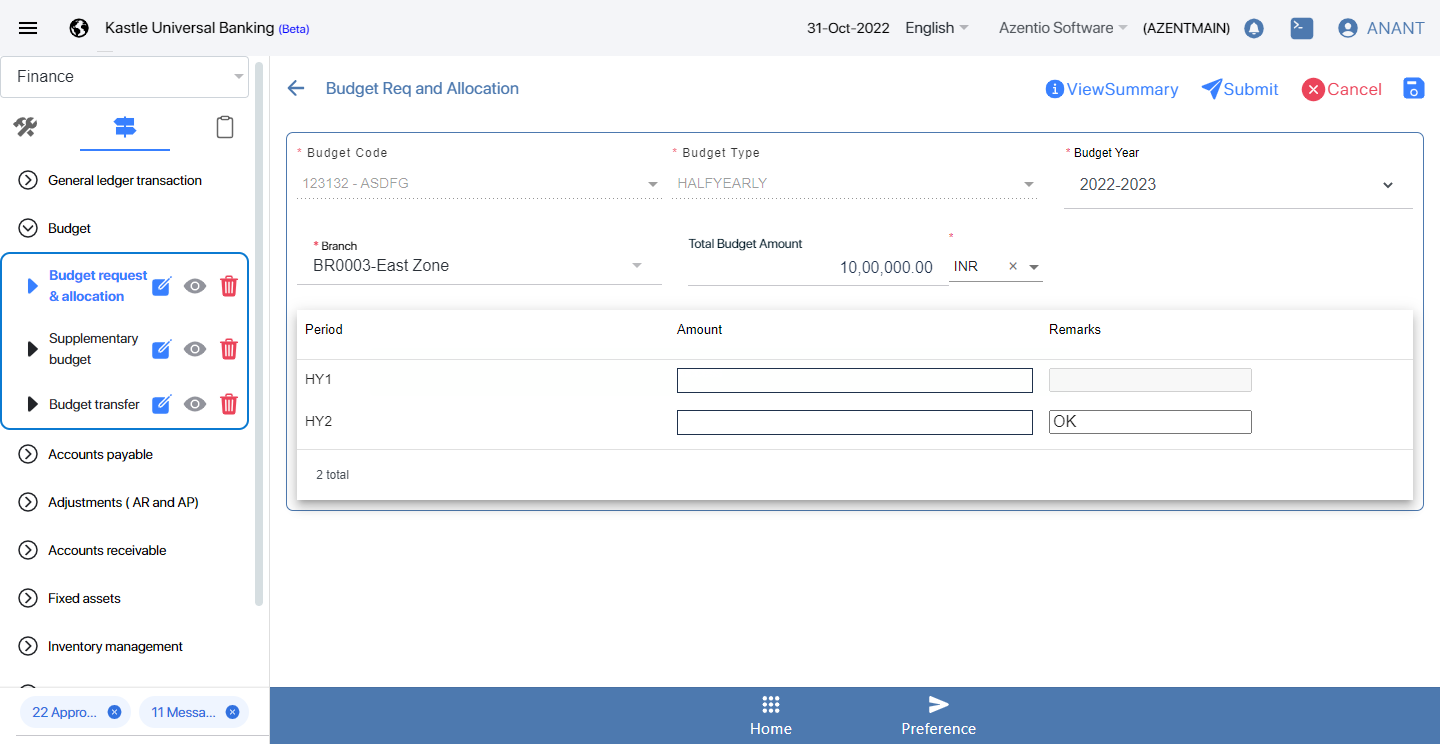 Kastle Universal Banking (Beta)
31-Oct-2022 English Azentio Software (AZENTMAIN) ANANT
Finance
General ledger transaction
Budget
Budget request
& allocation
Supplementary
budget
Budget transfer
Accounts payable
Adjustments ( AR and AP)
Accounts receivable
Fixed assets
Inventory management
22 Appro...
11 Messa...
Budget Req and Allocation
ViewSummary
Submit
Cancel
* Budget Code
123132 - ASDFG
* Budget Type
HALFYEARLY
* Budget Year
2022-2023
* Branch
BR0003-East Zone
Total Budget Amount
10,00,000.00
*
INR ×
Period Amount Remarks
HY1
HY2 OK
2 total
Home
Preference